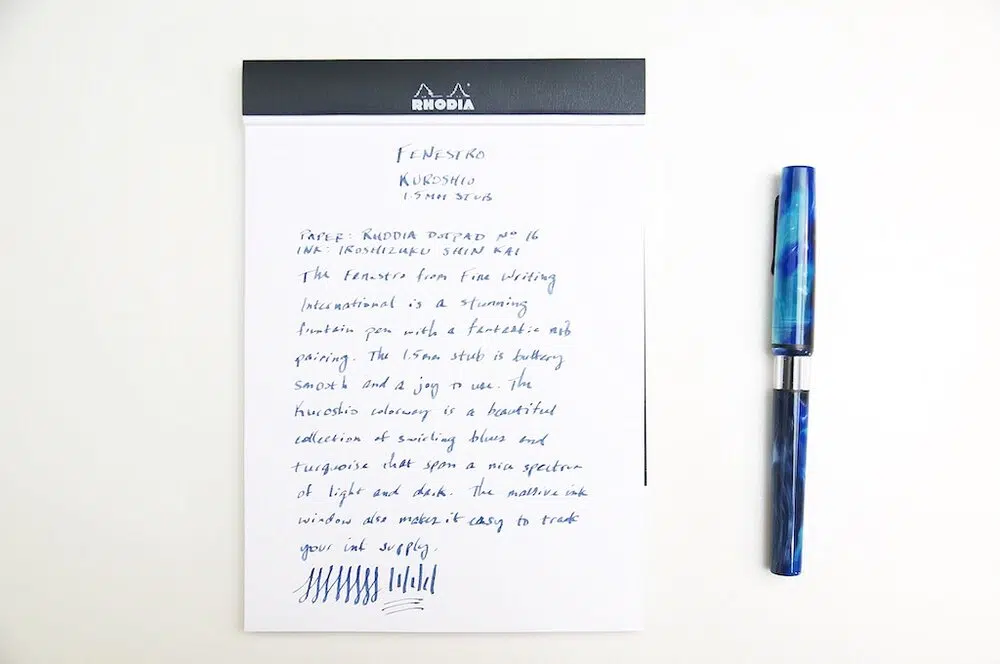 RHODIA
FENESTRO
KUROSHIO
1.5MM STUB
PAPER: RHODIA DOTPAD Nº 16
INK: IROSHIZUKU SHIN KAI
The Fenestro from Fine Writing
International is a stunning
fountain pen with a fantastic nib
pairing. The 1.5mm stub is buttery
smooth and a joy to use. The
Kuroshio colorway is a beautiful
collection of swirling blues and
turquoise that span a nice spectrum
of light and dark. The massive ink
window also makes it easy to track
your ink supply.